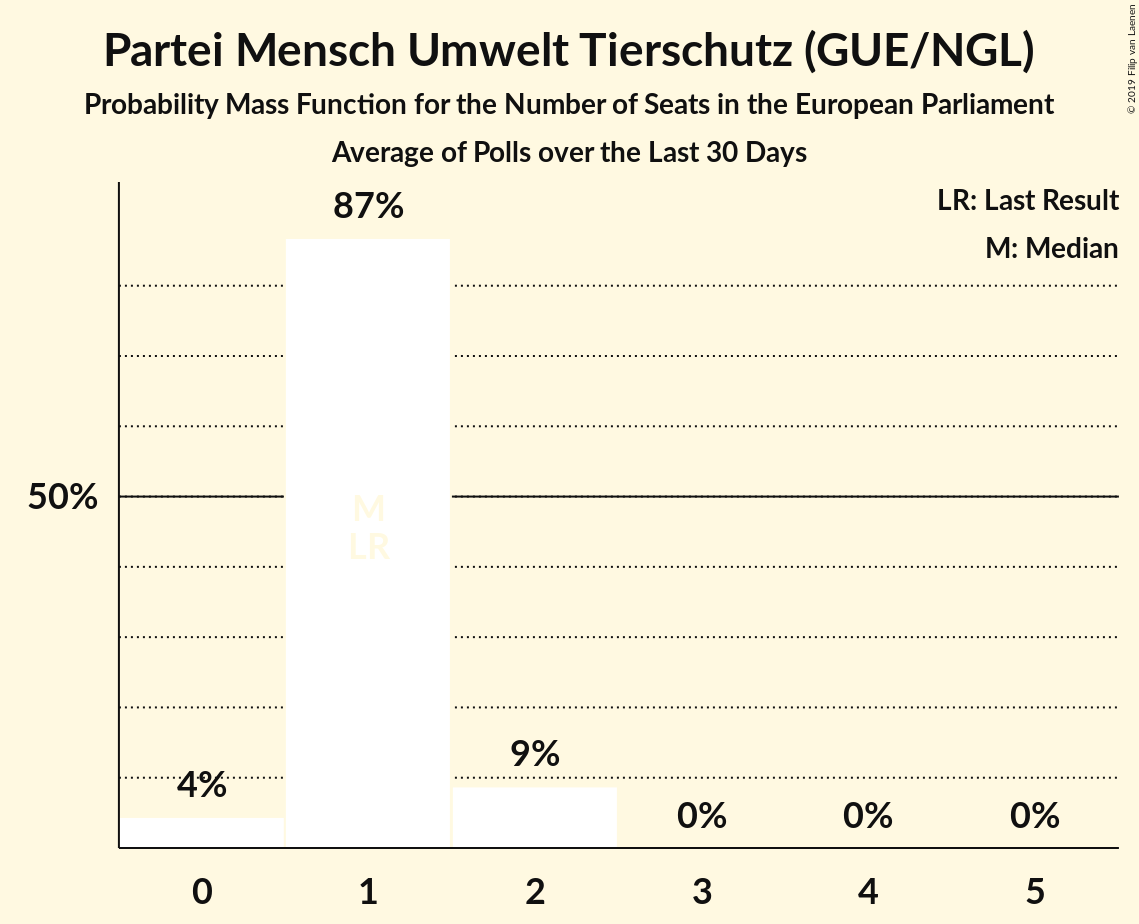 Partei Mensch Umwelt Tierschutz (GUE/NGL)
Probability Mass Function for the Number of Seats in the European Parliament
Average of Polls over the Last 30 Days
© 2019 Filip van Laenen
LR: Last Result
M: Median
87%
50%
M
LR
4%
9%
0%
0%
0%
0
1
2
3
4
5